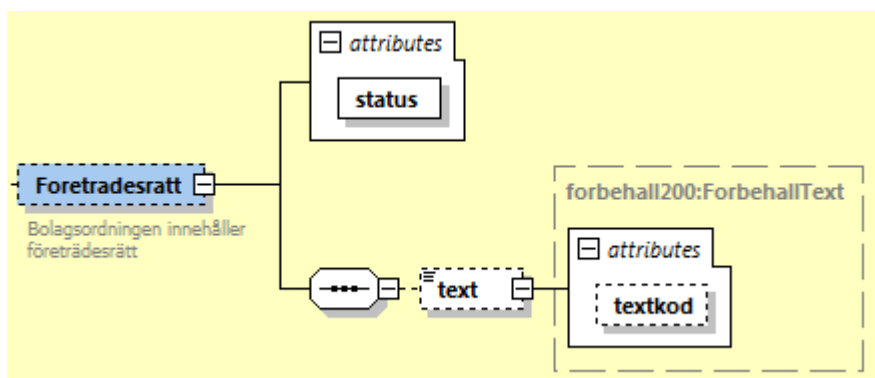 attributes
status
Foretradesratt
Bolagsordningen innehåller
företrädesrätt
forbehall200:ForbehallText
attributes
text
textkod